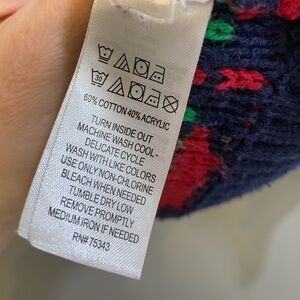 30
60% COTTON 40% ACRYLIC
TURN INSIDE OUT
MACHINE WASH COOL -
DELICATE CYCLE
WASH WITH LIKE COLORS
USE ONLY NON-CHLORINE
BLEACH WHEN NEEDED
TUMBLE DRY LOW
REMOVE PROMPTLY
MEDIUM IRON IF NEEDED
RN# 75343